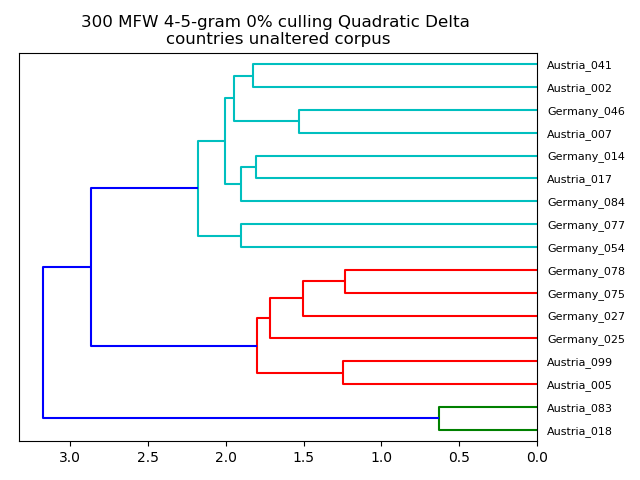 300 MFW 4-5-gram 0% culling Quadratic Delta
countries unaltered corpus
Austria_041
Austria_002
Germany_046
Austria_007
Germany_014
Austria_017
Germany_084
Germany_077
Germany_054
Germany_078
Germany_075
Germany_027
Germany_025
Austria_099
Austria_005
Austria_083
Austria_018
3.0 2.5 2.0 1.5 1.0 0.5 0.0